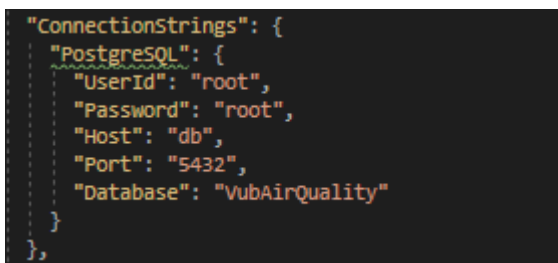 "ConnectionStrings": {
"PostgreSQL": {
"UserId": "root",
"Password": "root",
"Host": "db",
"Port": "5432",
"Database": "VubAirQuality"
}
},